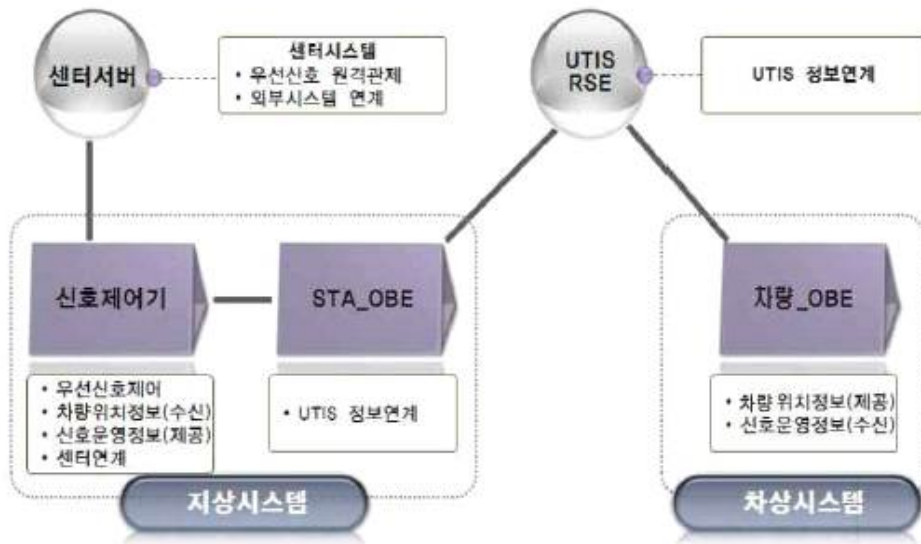 센터서버
센터시스템
• 우선신호 원격관제
• 외부시스템 연계
UTIS
RSE
UTIS 정보연계
신호제어기
STA_OBE
차량_OBE
• 우선신호제어
• 차량위치정보(수신)
• 신호운영정보(제공)
• 센터연계
• UTIS 정보연계
• 차량위치정보(제공)
• 신호운영정보(수신)
지상시스템
차상시스템